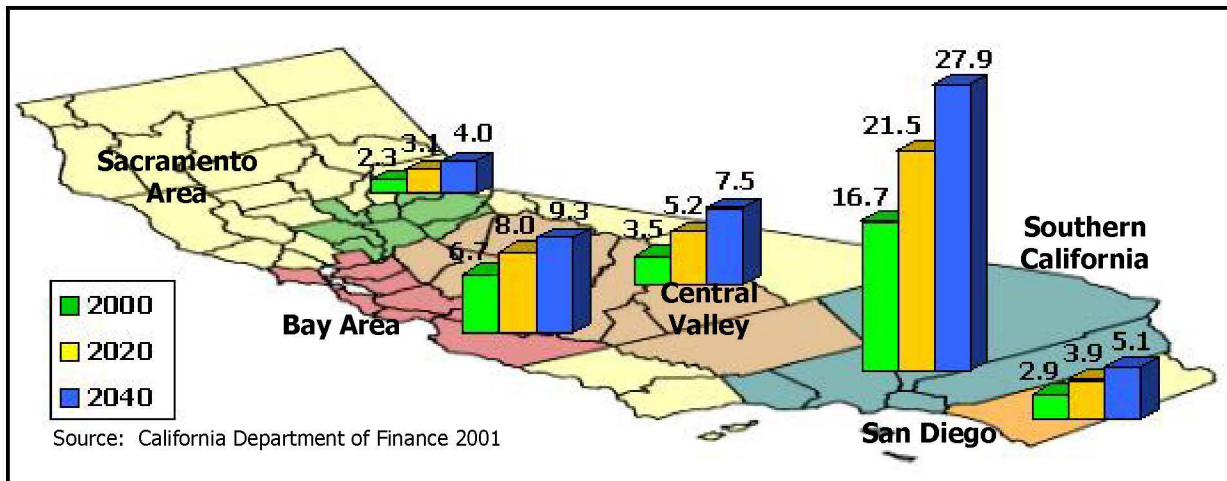 27.9
21.5
16.7
Southern
California
Sacramento
Area
2.3
3.1
4.0
6.7
8.0
9.3
3.5
5.2
7.5
Bay Area
Central
Valley
2.9
3.9
5.1
San Diego
2000
2020
2040
Source: California Department of Finance 2001